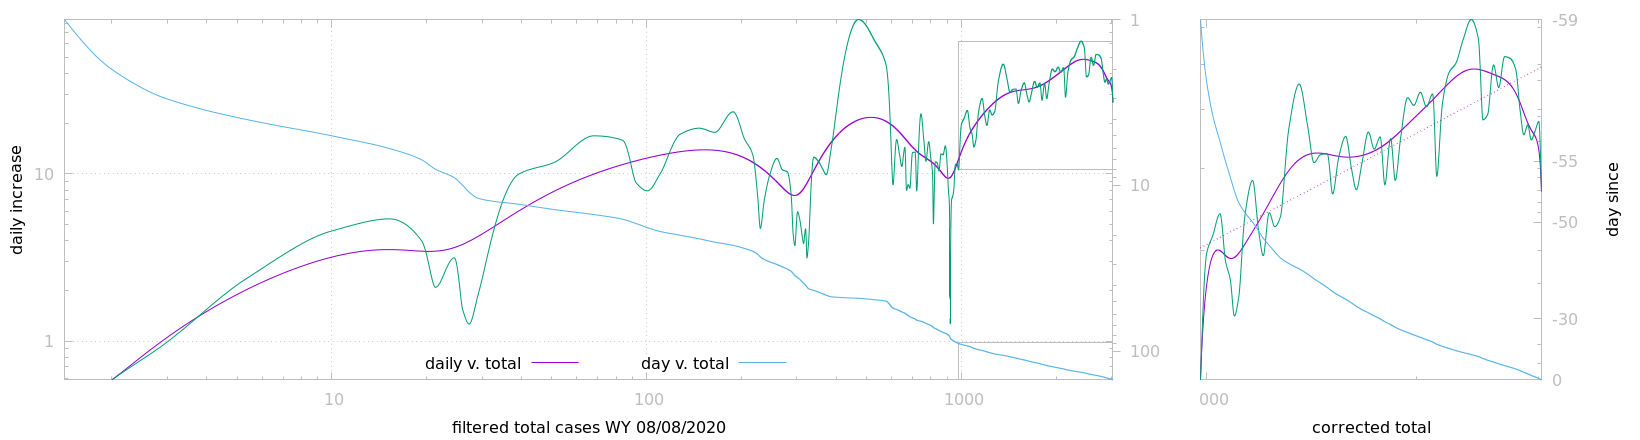 1
-59
10
-55
10
-50
-30
1
100
0
daily increase
day since
daily v. total
day v. total
10
100
1000
000
filtered total cases WY 08/08/2020
corrected total